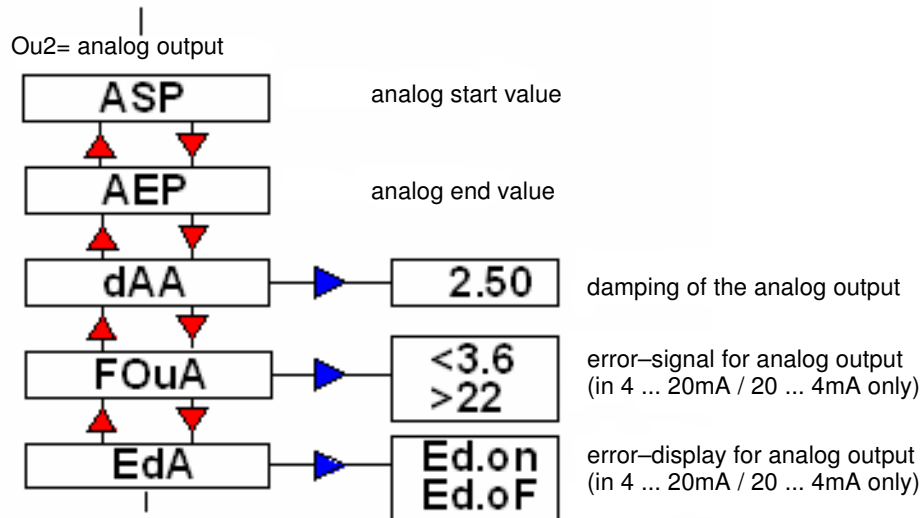 Ou2= analog output
ASP analog start value
AEP analog end value
dAA 2.50 damping of the analog output
FOuA <3.6 error–signal for analog output
>22 (in 4 ... 20mA / 20 ... 4mA only)
EdA Ed.on error–display for analog output
Ed.oF (in 4 ... 20mA / 20 ... 4mA only)